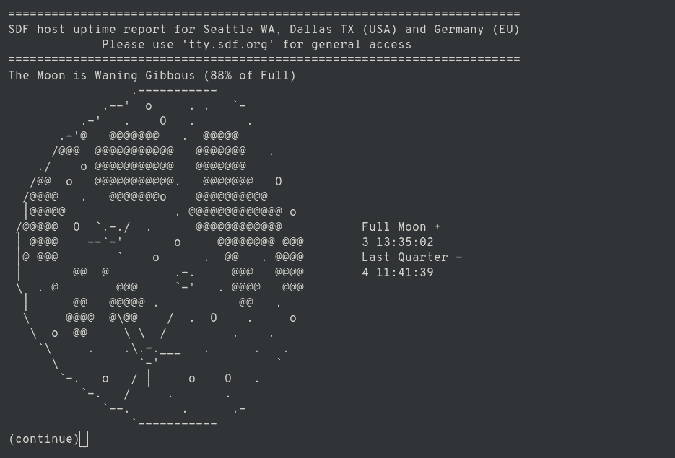 SDF host uptime report for Seattle WA, Dallas TX (USA) and Germany (EU)
Please use 'tty.sdf.org' for general access
The Moon is Waning Gibbous (88% of Full)
Full Moon +
3 13:35:02
Last Quarter -
4 11:41:39
(continue)